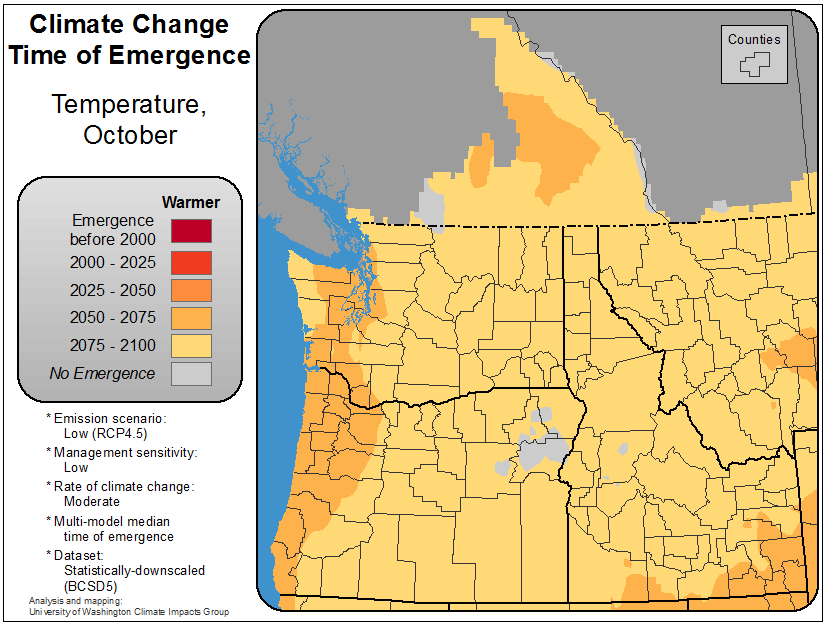 Climate Change
Time of Emergence
Temperature,
October
Warmer
Emergence
before 2000
2000 - 2025
2025 - 2050
2050 - 2075
2075 - 2100
No Emergence
* Emission scenario:
Low (RCP4.5)
* Management sensitivity:
Low
* Rate of climate change:
Moderate
* Multi-model median
time of emergence
* Dataset:
Statistically-downscaled
(BCSD5)
Analysis and mapping:
University of Washington Climate Impacts Group
Counties